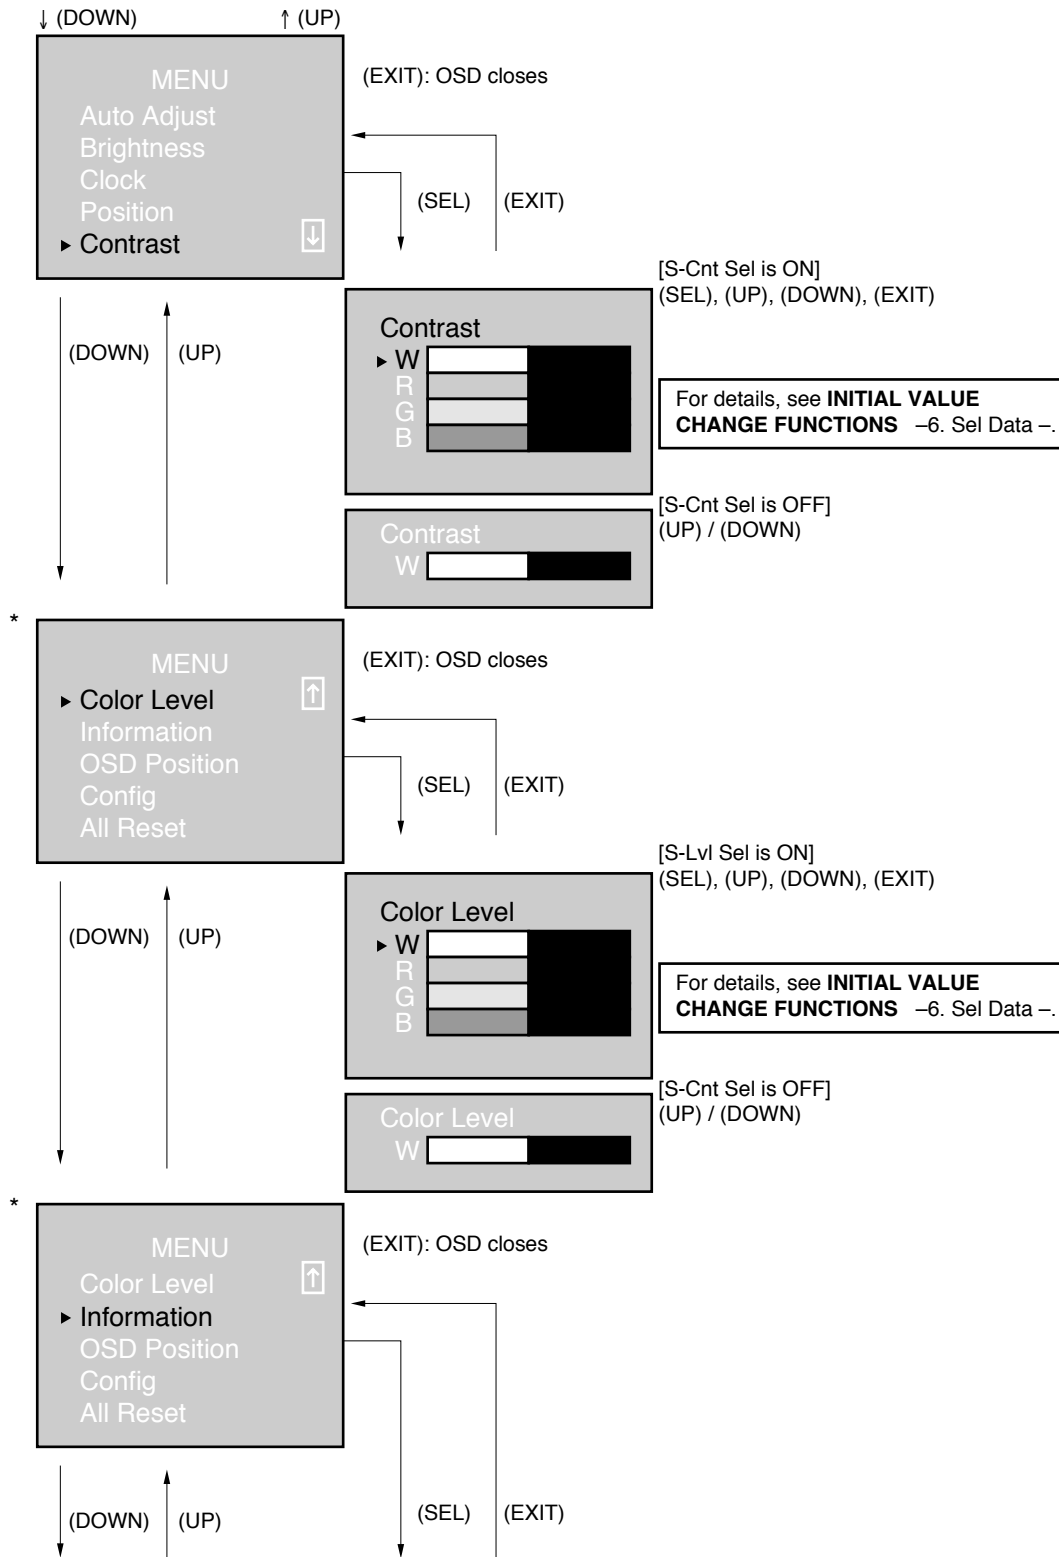 ↓ (DOWN) ↑ (UP)
MENU
Auto Adjust
Brightness
Clock
Position
▸ Contrast ↓
(EXIT): OSD closes
(SEL) (EXIT)
(DOWN) (UP)
Contrast
▸ W
R
G
B
[S-Cnt Sel is ON]
(SEL), (UP), (DOWN), (EXIT)
For details, see INITIAL VALUE
CHANGE FUNCTIONS –6. Sel Data –.
Contrast
W
[S-Cnt Sel is OFF]
(UP) / (DOWN)
*
MENU
▸ Color Level ↑
Information
OSD Position
Config
All Reset
(EXIT): OSD closes
(SEL) (EXIT)
(DOWN) (UP)
Color Level
▸ W
R
G
B
[S-Lvl Sel is ON]
(SEL), (UP), (DOWN), (EXIT)
For details, see INITIAL VALUE
CHANGE FUNCTIONS –6. Sel Data –.
Color Level
W
[S-Cnt Sel is OFF]
(UP) / (DOWN)
*
MENU
Color Level ↑
▸ Information
OSD Position
Config
All Reset
(EXIT): OSD closes
(DOWN) (UP)
(SEL) (EXIT)